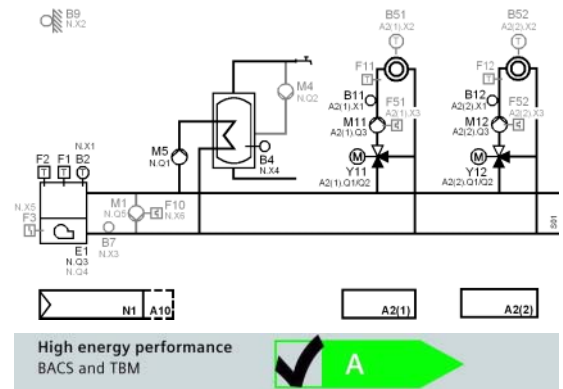 B9
N.X2
B51
A2(1).X2
B52
A2(2).X2
F11
F12
M4
N.Q2
B11
A2(1).X1
F51
A2(1).X3
B12
A2(2).X1
F52
A2(2).X3
M11
A2(1).Q3
M12
A2(2).Q3
M5
N.Q1
B4
N.X4
Y11
A2(1).Q1/Q2
Y12
A2(2).Q1/Q2
N.X1
F2 F1 B2
T T T
N.X5
F3
M1
N.Q5
F10
N.X6
B7
N.X3
E1
N.Q3
N.Q4
S01
N1 A10
A2(1)
A2(2)
High energy performance
BACS and TBM
A